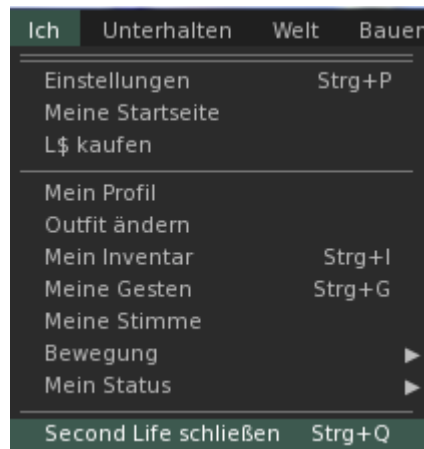 Ich Unterhalten Welt Bauen
Einstellungen Strg+P
Meine Startseite
L$ kaufen
Mein Profil
Outfit ändern
Mein Inventar Strg+I
Meine Gesten Strg+G
Meine Stimme
Bewegung
Mein Status
Second Life schließen Strg+Q